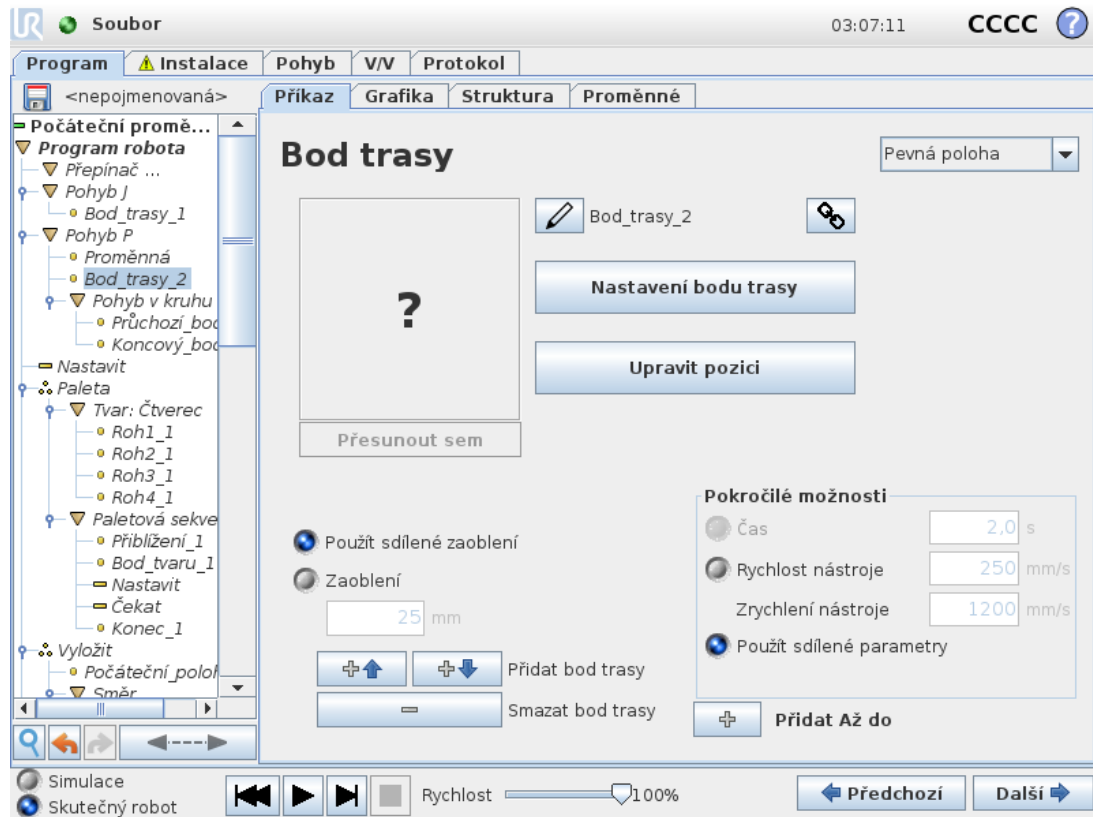 UR Soubor 03:07:11 CCCC ?
Program Instalace Pohyb V/V Protokol
<nepojmenovaná> Příkaz Grafika Struktura Proměnné
Počáteční promě...
Program robota
Přepínač ...
Pohyb J
Bod_trasy_1
Pohyb P
Proměnná
Bod_trasy_2
Pohyb v kruhu
Průchozí_boc
Koncový_boc
Nastavit
Paleta
Tvar: Čtverec
Roh1_1
Roh2_1
Roh3_1
Roh4_1
Paletová sekve
Přiblížení_1
Bod_tvaru_1
Nastavit
Čekat
Konec_1
Vyložit
Počáteční_poloh
Směr
Bod trasy
Pevná poloha
Bod_trasy_2
?
Nastavení bodu trasy
Upravit pozici
Přesunout sem
Použít sdílené zaoblení
Zaoblení
25 mm
Přidat bod trasy
Smazat bod trasy
Pokročilé možnosti
Čas 2,0 s
Rychlost nástroje 250 mm/s
Zrychlení nástroje 1200 mm/s
Použít sdílené parametry
Přidat Až do
Simulace
Skutečný robot
Rychlost 100%
Předchozí Další